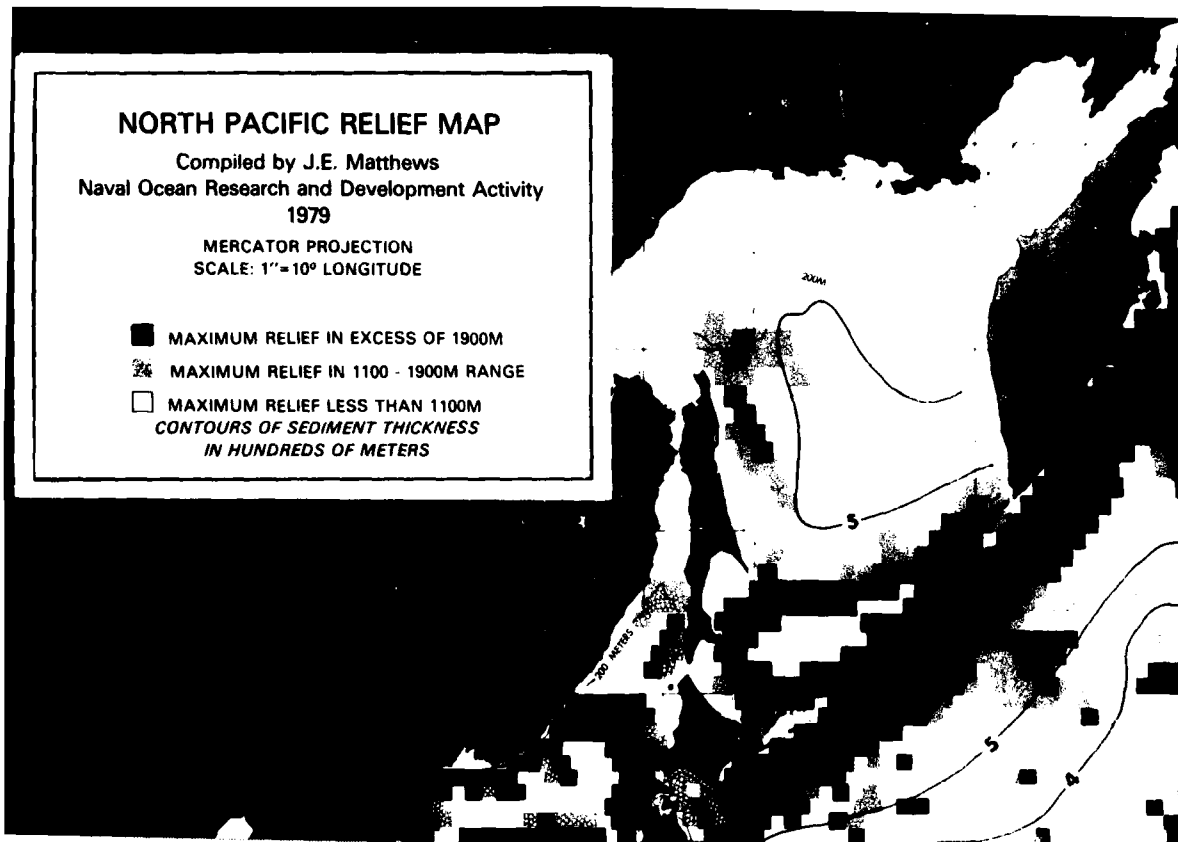 NORTH PACIFIC RELIEF MAP
Compiled by J.E. Matthews
Naval Ocean Research and Development Activity
1979
MERCATOR PROJECTION
SCALE: 1"=10° LONGITUDE
MAXIMUM RELIEF IN EXCESS OF 1900M
MAXIMUM RELIEF IN 1100 - 1900M RANGE
MAXIMUM RELIEF LESS THAN 1100M
CONTOURS OF SEDIMENT THICKNESS
IN HUNDREDS OF METERS
200M
5
200 METERS
5
4